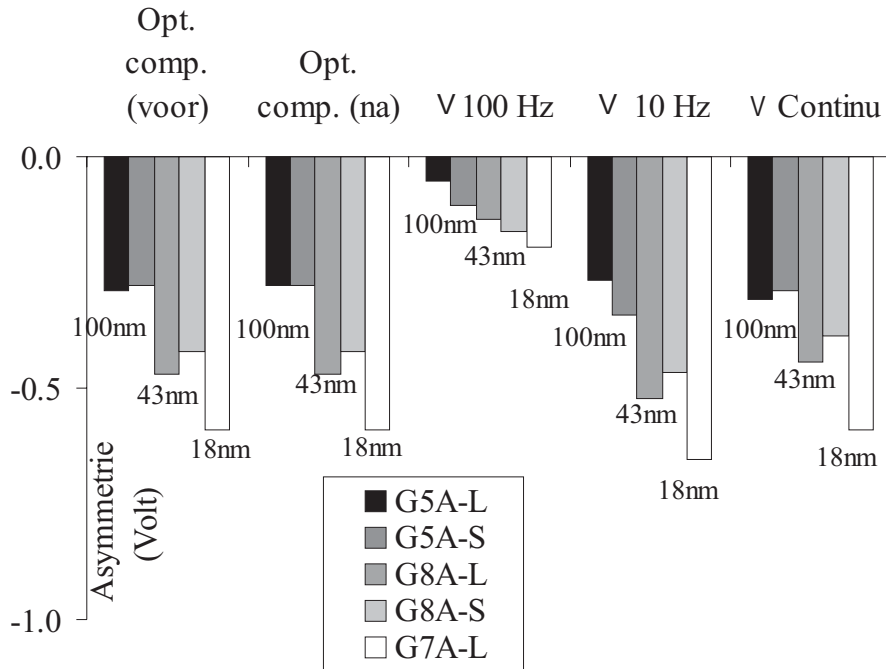 Opt.
comp.
(voor)
Opt.
comp. (na)
V 100 Hz
V 10 Hz
V Continu
0.0
-0.5
-1.0
Asymmetrie
(Volt)
100nm
43nm
18nm
100nm
43nm
18nm
100nm
43nm
18nm
100nm
43nm
18nm
100nm
43nm
18nm
G5A-L
G5A-S
G8A-L
G8A-S
G7A-L